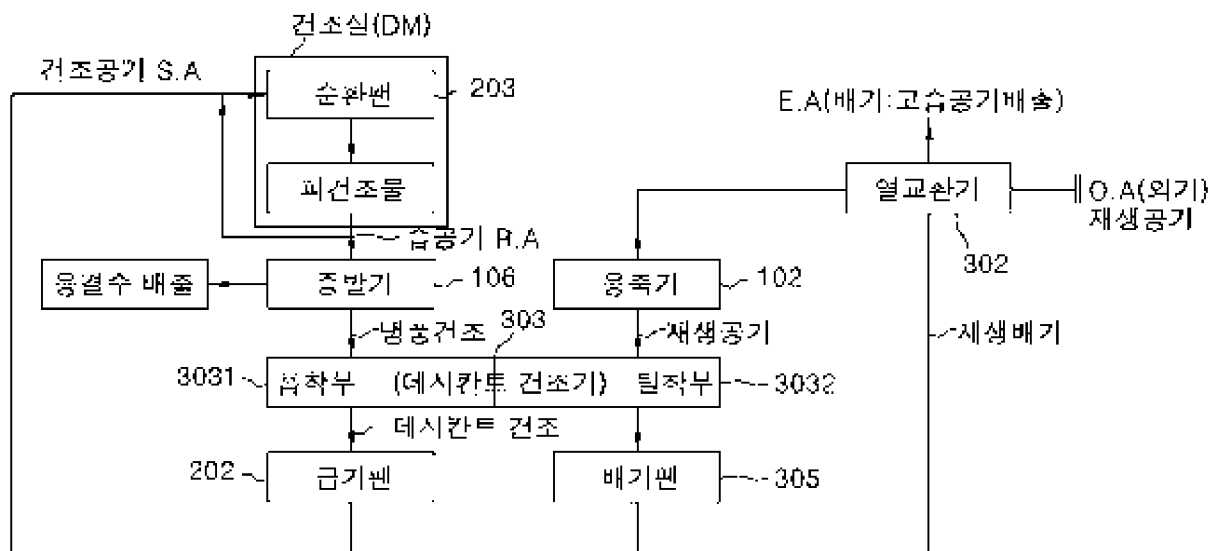 건조실(DM)
건조공기 S.A
순환팬
203
E.A(배기:고습공기배출)
피건조물
열교환기
O.A(외기)
재생공기
습공기 R.A
302
응결수 배출
증발기
106
응축기
102
냉풍건조
303
재생공기
재생배기
3031
흡착부
(데시칸트 건조기)
탈착부
3032
데시칸트 건조
202
급기팬
배기팬
305